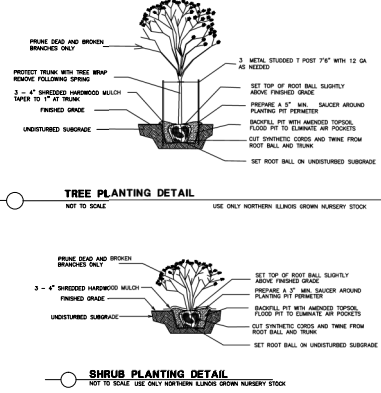 PRUNE DEAD AND BROKEN
BRANCHES ONLY
PROTECT TRUNK WITH TREE WRAP
REMOVE FOLLOWING SPRING
3 - 4" SHREDDED HARDWOOD MULCH
TAPER TO 1" AT TRUNK
FINISHED GRADE
UNDISTURBED SUBGRADE
3 METAL STUDDED T POST 7'6" WITH 12 GA
AS NEEDED
SET TOP OF ROOT BALL SLIGHTLY
ABOVE FINISHED GRADE
PREPARE A 5" MIN. SAUCER AROUND
PLANTING PIT PERIMETER
BACKFILL PIT WITH AMENDED TOPSOIL
FLOOD PIT TO ELIMINATE AIR POCKETS
CUT SYNTHETIC CORDS AND TWINE FROM
ROOT BALL AND TRUNK
SET ROOT BALL ON UNDISTURBED SUBGRADE
TREE PLANTING DETAIL
NOT TO SCALE
USE ONLY NORTHERN ILLINOIS GROWN NURSERY STOCK
PRUNE DEAD AND BROKEN
BRANCHES ONLY
3 - 4" SHREDDED HARDWOOD MULCH
FINISHED GRADE
UNDISTURBED SUBGRADE
SET TOP OF ROOT BALL SLIGHTLY
ABOVE FINISHED GRADE
PREPARE A 3" MIN. SAUCER AROUND
PLANTING PIT PERIMETER
BACKFILL PIT WITH AMENDED TOPSOIL
FLOOD PIT TO ELIMINATE AIR POCKETS
CUT SYNTHETIC CORDS AND TWINE FROM
ROOT BALL AND TRUNK
SET ROOT BALL ON UNDISTURBED SUBGRADE
SHRUB PLANTING DETAIL
NOT TO SCALE USE ONLY NORTHERN ILLINOIS GROWN NURSERY STOCK